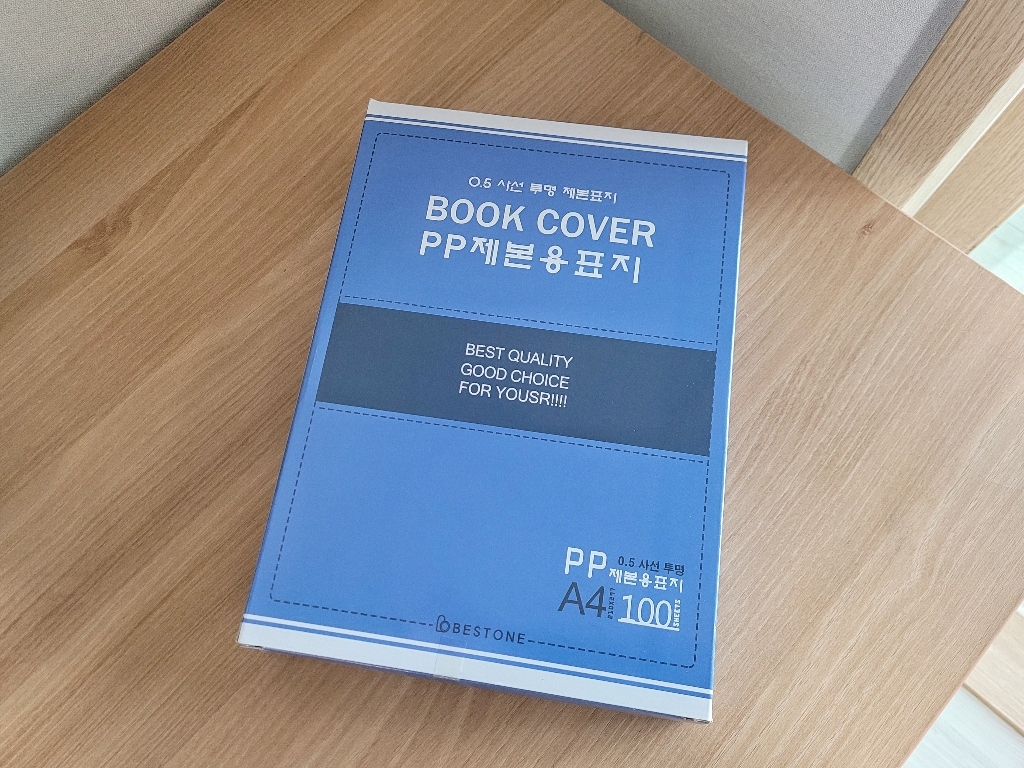 0.5 사선 투명 제본표지
BOOK COVER
PP제본용표지
BEST QUALITY
GOOD CHOICE
FOR YOUSR!!!!
PP 0.5 사선 투명
제본용표지
A4 210X297 100 SHEETS
BESTONE